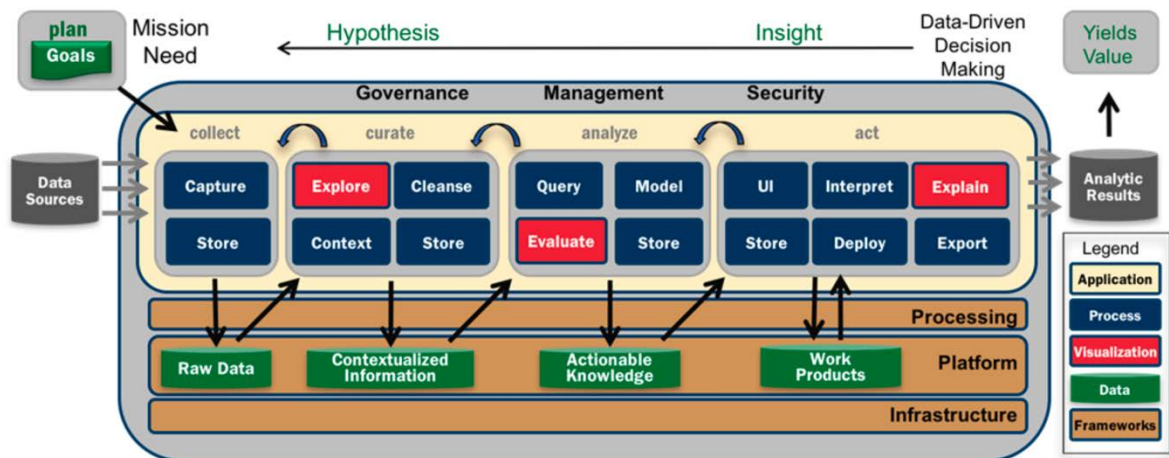 plan
Goals
Mission
Need
Hypothesis
Insight
Data-Driven
Decision
Making
Yields
Value
Governance
Management
Security
collect
curate
analyze
act
Data
Sources
Capture
Explore
Cleanse
Query
Model
UI
Interpret
Explain
Store
Context
Store
Evaluate
Store
Store
Deploy
Export
Analytic
Results
Processing
Raw Data
Contextualized
Information
Actionable
Knowledge
Work
Products
Platform
Infrastructure
Legend
Application
Process
Visualization
Data
Frameworks